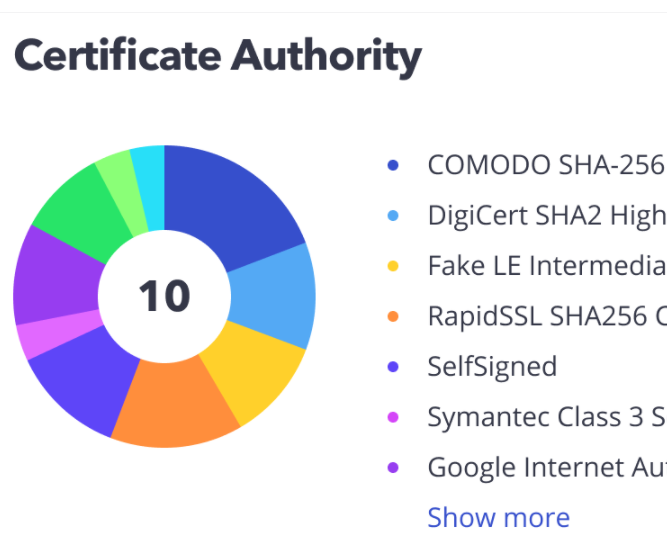 Certificate Authority
10
COMODO SHA-256
DigiCert SHA2 High
Fake LE Intermedia
RapidSSL SHA256
SelfSigned
Symantec Class 3 S
Google Internet Au
Show more